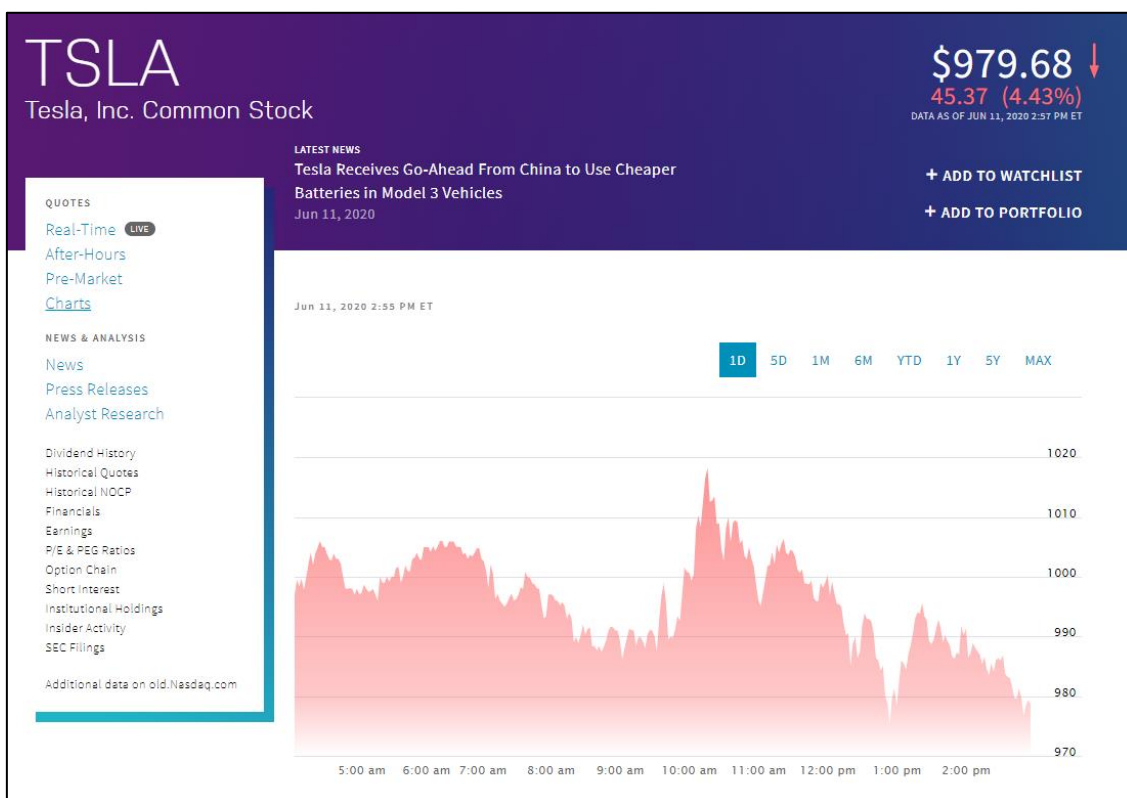 TSLA
Tesla, Inc. Common Stock
$979.68
45.37 (4.43%)
DATA AS OF JUN 11, 2020 2:57 PM ET
LATEST NEWS
Tesla Receives Go-Ahead From China to Use Cheaper
Batteries in Model 3 Vehicles
Jun 11, 2020
+ ADD TO WATCHLIST
+ ADD TO PORTFOLIO
QUOTES
Real-Time LIVE
After-Hours
Pre-Market
Charts
NEWS & ANALYSIS
News
Press Releases
Analyst Research
Dividend History
Historical Quotes
Historical NOCP
Financials
Earnings
P/E & PEG Ratios
Option Chain
Short Interest
Institutional Holdings
Insider Activity
SEC Filings
Additional data on old.Nasdaq.com
Jun 11, 2020 2:55 PM ET
1D 5D 1M 6M YTD 1Y 5Y MAX
1020
1010
1000
990
980
970
5:00 am 6:00 am 7:00 am 8:00 am 9:00 am 10:00 am 11:00 am 12:00 pm 1:00 pm 2:00 pm